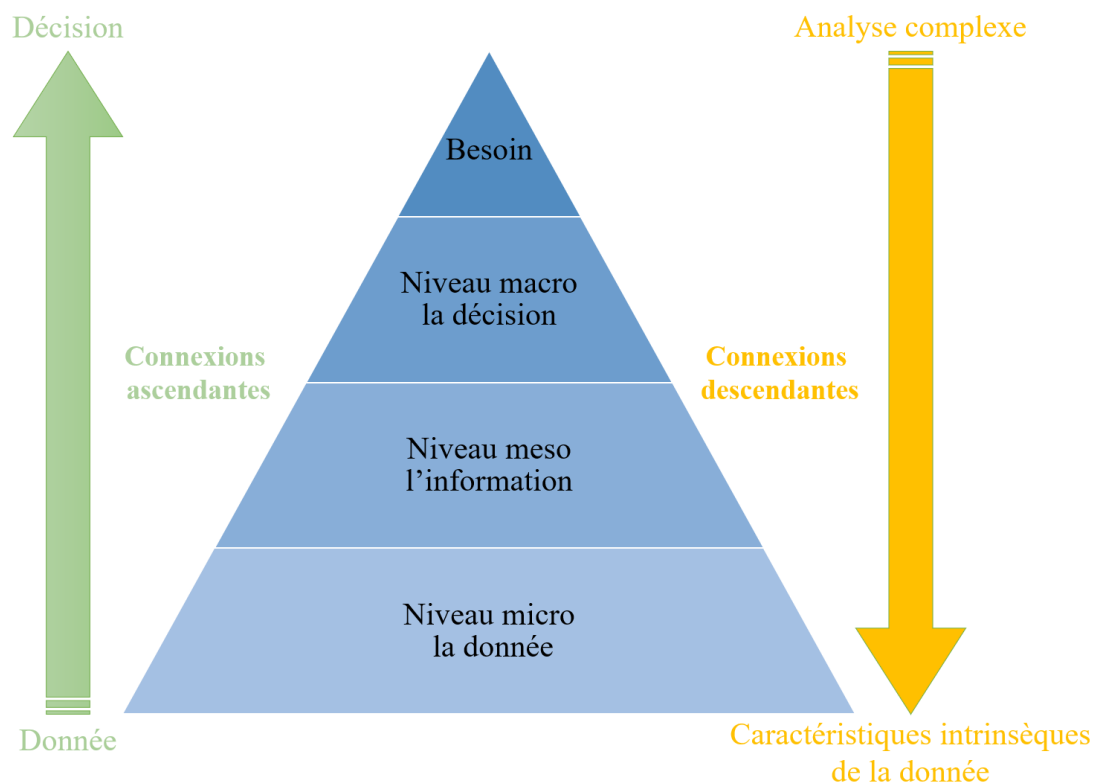 Décision
Analyse complexe
Besoin
Niveau macro
la décision
Connexions
ascendantes
Connexions
descendantes
Niveau meso
l’information
Niveau micro
la donnée
Donnée
Caractéristiques intrinsèques
de la donnée